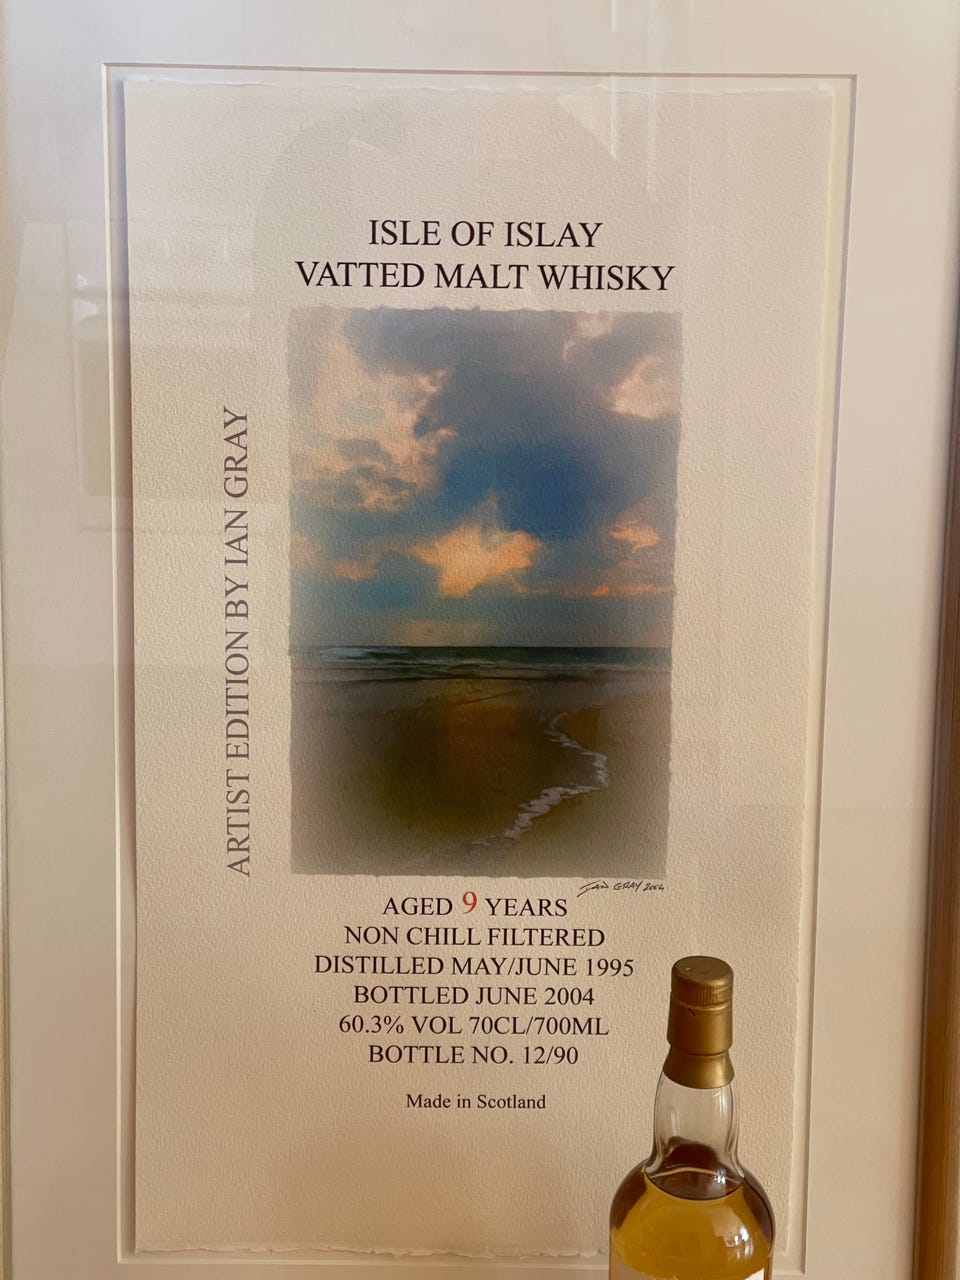 ISLE OF ISLAY
VATTED MALT WHISKY
ARTIST EDITION BY IAN GRAY
IAN GRAY 2004
AGED 9 YEARS
NON CHILL FILTERED
DISTILLED MAY/JUNE 1995
BOTTLED JUNE 2004
60.3% VOL 70CL/700ML
BOTTLE NO. 12/90
Made in Scotland